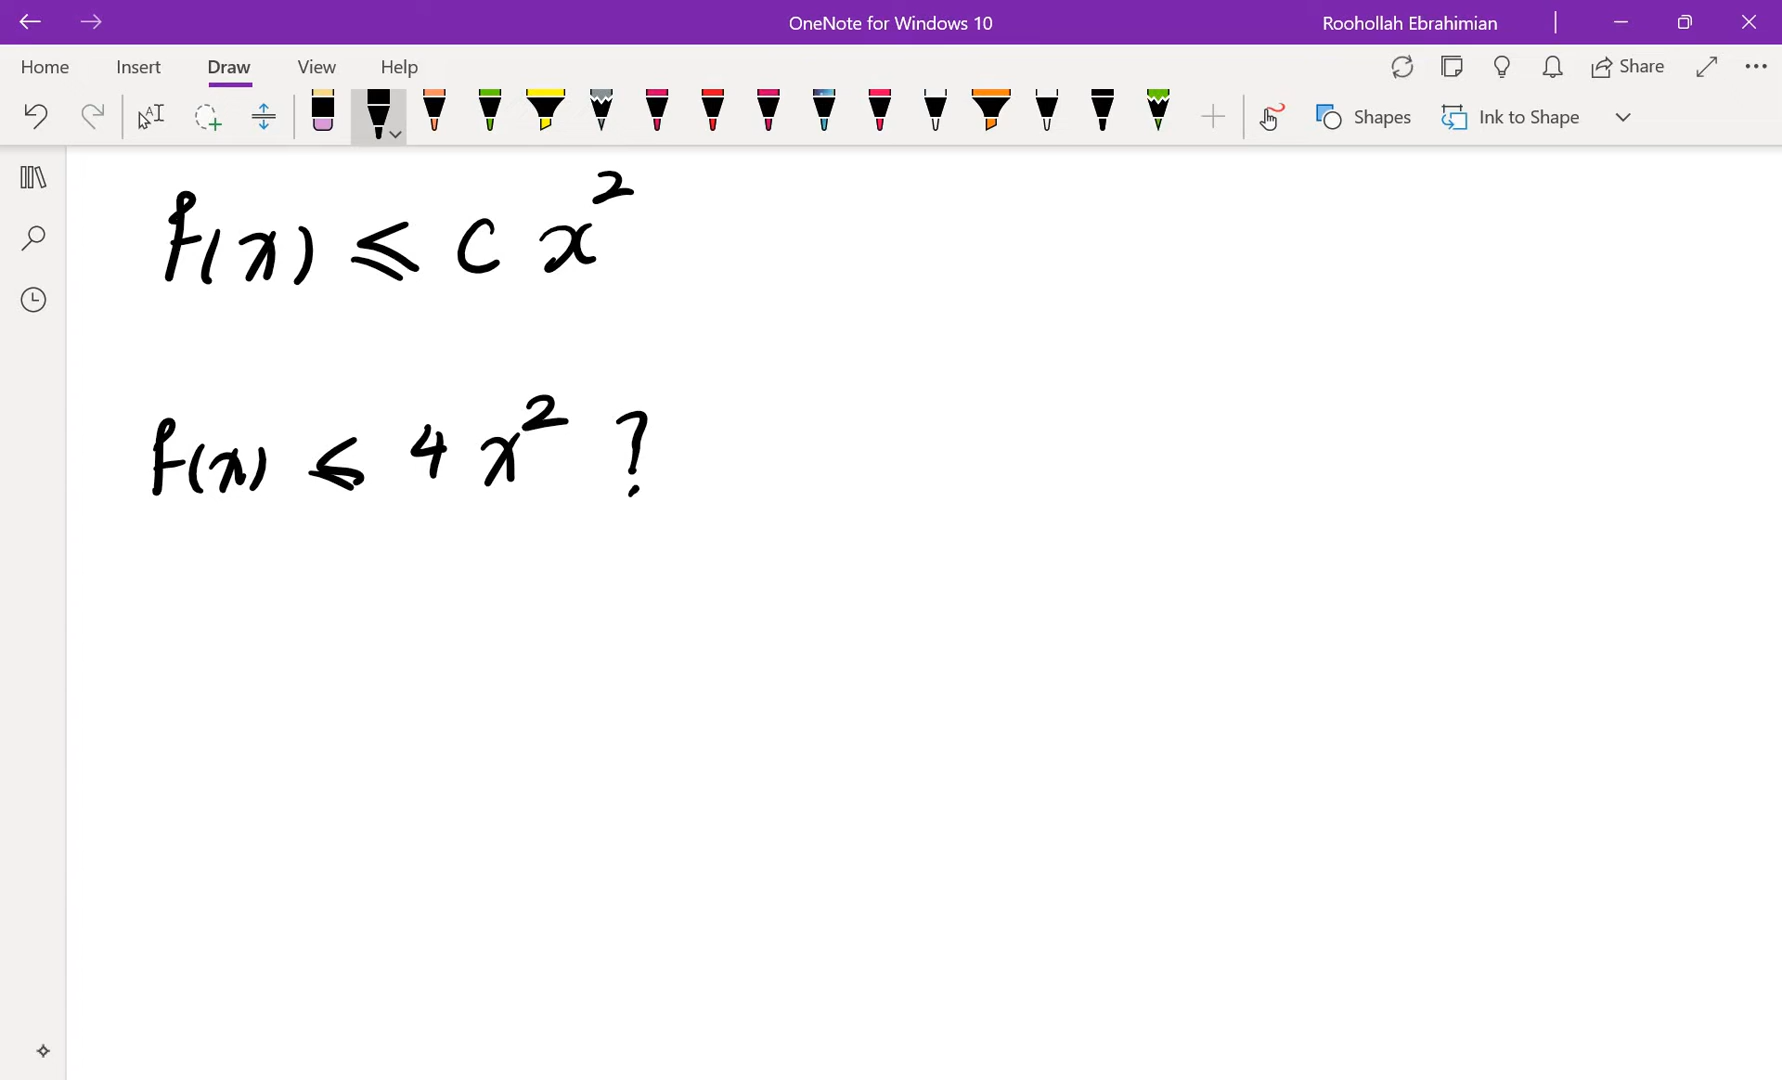 OneNote for Windows 10
Roohollah Ebrahimian
Home Insert Draw View Help
Share
Shapes
Ink to Shape
f(x) ⩽ c x²
f(x) ⩽ 4 x² ?